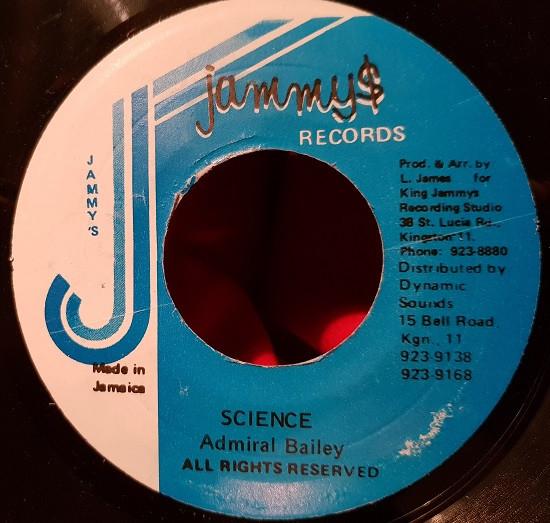 jammy$
RECORDS
JAMMY'S
Prod. & Arr. by
L. James for
King Jammys
Recording Studio
38 St. Lucia Rd.,
Kingston 11.
Phone: 923-8880
Distributed by
Dynamic
Sounds
15 Bell Road
Kgn., 11
923-9138
923-9168
Made in
Jamaica
SCIENCE
Admiral Bailey
ALL RIGHTS RESERVED